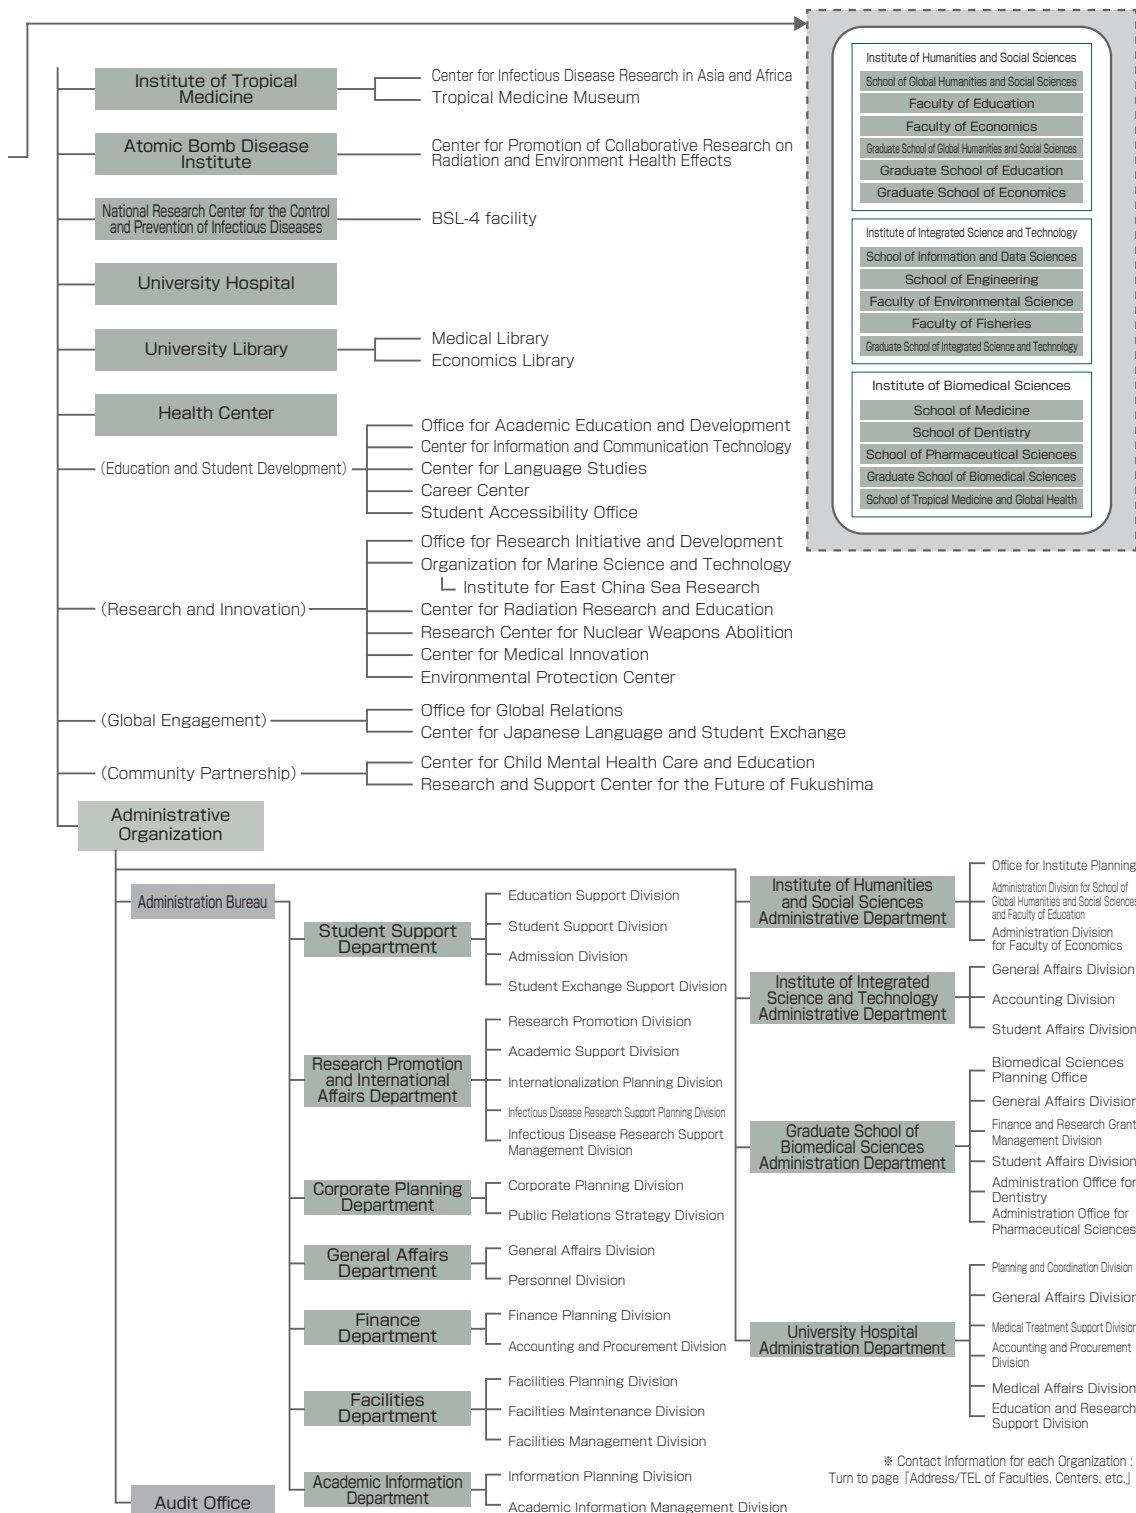 Institute of Tropical
Medicine
Center for Infectious Disease Research in Asia and Africa
Tropical Medicine Museum
Atomic Bomb Disease
Institute
Center for Promotion of Collaborative Research on
Radiation and Environment Health Effects
National Research Center for the Control
and Prevention of Infectious Diseases
BSL-4 facility
University Hospital
University Library
Medical Library
Economics Library
Health Center
(Education and Student Development)
Office for Academic Education and Development
Center for Information and Communication Technology
Center for Language Studies
Career Center
Student Accessibility Office
(Research and Innovation)
Office for Research Initiative and Development
Organization for Marine Science and Technology
Institute for East China Sea Research
Center for Radiation Research and Education
Research Center for Nuclear Weapons Abolition
Center for Medical Innovation
Environmental Protection Center
(Global Engagement)
Office for Global Relations
Center for Japanese Language and Student Exchange
(Community Partnership)
Center for Child Mental Health Care and Education
Research and Support Center for the Future of Fukushima
Institute of Humanities and Social Sciences
School of Global Humanities and Social Sciences
Faculty of Education
Faculty of Economics
Graduate School of Global Humanities and Social Sciences
Graduate School of Education
Graduate School of Economics
Institute of Integrated Science and Technology
School of Information and Data Sciences
School of Engineering
Faculty of Environmental Science
Faculty of Fisheries
Graduate School of Integrated Science and Technology
Institute of Biomedical Sciences
School of Medicine
School of Dentistry
School of Pharmaceutical Sciences
Graduate School of Biomedical Sciences
School of Tropical Medicine and Global Health
Administrative
Organization
Administration Bureau
Student Support
Department
Education Support Division
Student Support Division
Admission Division
Student Exchange Support Division
Research Promotion
and International
Affairs Department
Research Promotion Division
Academic Support Division
Internationalization Planning Division
Infectious Disease Research Support Planning Division
Infectious Disease Research Support
Management Division
Corporate Planning
Department
Corporate Planning Division
Public Relations Strategy Division
General Affairs
Department
General Affairs Division
Personnel Division
Finance
Department
Finance Planning Division
Accounting and Procurement Division
Facilities
Department
Facilities Planning Division
Facilities Maintenance Division
Facilities Management Division
Academic Information
Department
Information Planning Division
Academic Information Management Division
Audit Office
Institute of Humanities
and Social Sciences
Administrative Department
Office for Institute Planning
Administration Division for School of
Global Humanities and Social Sciences
and Faculty of Education
Administration Division
for Faculty of Economics
Institute of Integrated
Science and Technology
Administrative Department
General Affairs Division
Accounting Division
Student Affairs Division
Graduate School of
Biomedical Sciences
Administration Department
Biomedical Sciences
Planning Office
General Affairs Division
Finance and Research Grant
Management Division
Student Affairs Division
Administration Office for
Dentistry
Administration Office for
Pharmaceutical Sciences
University Hospital
Administration Department
Planning and Coordination Division
General Affairs Division
Medical Treatment Support Division
Accounting and Procurement
Division
Medical Affairs Division
Education and Research
Support Division
※ Contact Information for each Organization :
Turn to page「Address/TEL of Faculties, Centers, etc.」